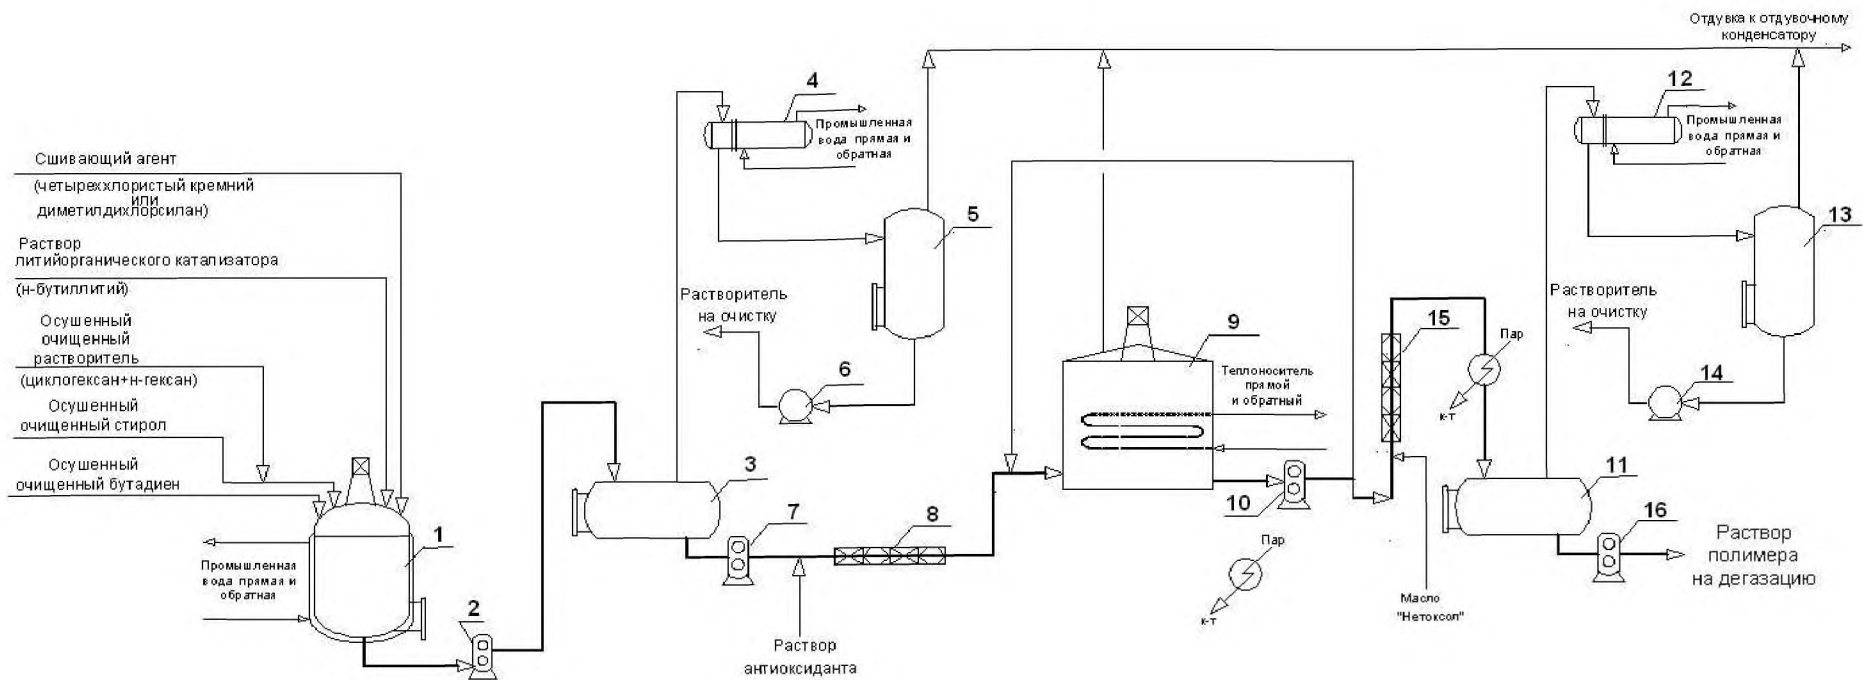 Отдувка к отдувочному
конденсатору
4
12
Промышленная
вода прямая и
обратная
Промышленная
вода прямая и
обратная
Сшивающий агент
(четыреххлористый кремний
или
диметилдихлорсилан)
5
13
Раствор
литийорганического катализатора
(н-бутиллитий)
Растворитель
на очистку
Растворитель
на очистку
Осушенный
очищенный
растворитель
(циклогексан+н-гексан)
9
15
Пар
6
14
Теплоноситель
прямой
и обратный
к-т
Осушенный
очищенный стирол
Осушенный
очищенный бутадиен
3
11
1
7
8
10
16
Промышленная
вода прямая и
обратная
Пар
к-т
Раствор
полимера
на дегазацию
2
Масло
"Нетоксол"
Раствор
антиоксиданта